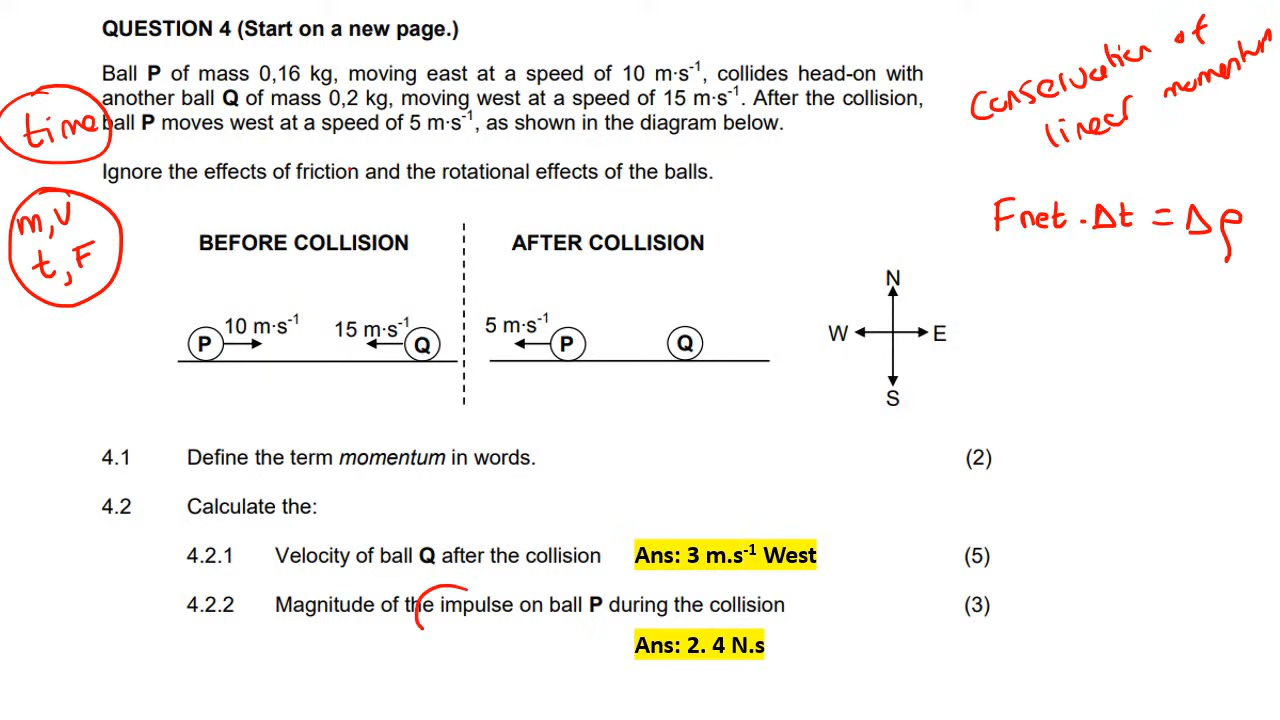 QUESTION 4 (Start on a new page.)
Ball P of mass 0,16 kg, moving east at a speed of 10 m·s⁻¹, collides head-on with
another ball Q of mass 0,2 kg, moving west at a speed of 15 m·s⁻¹. After the collision,
ball P moves west at a speed of 5 m·s⁻¹, as shown in the diagram below.
Ignore the effects of friction and the rotational effects of the balls.
time
m, v
t, F
Conservation of
linear momentum
Fnet . Δt = Δp
BEFORE COLLISION
AFTER COLLISION
P
10 m·s⁻¹
15 m·s⁻¹
Q
5 m·s⁻¹
P
Q
N
W
E
S
4.1 Define the term momentum in words. (2)
4.2 Calculate the:
4.2.1 Velocity of ball Q after the collision Ans: 3 m.s⁻¹ West (5)
4.2.2 Magnitude of the impulse on ball P during the collision (3)
Ans: 2. 4 N.s